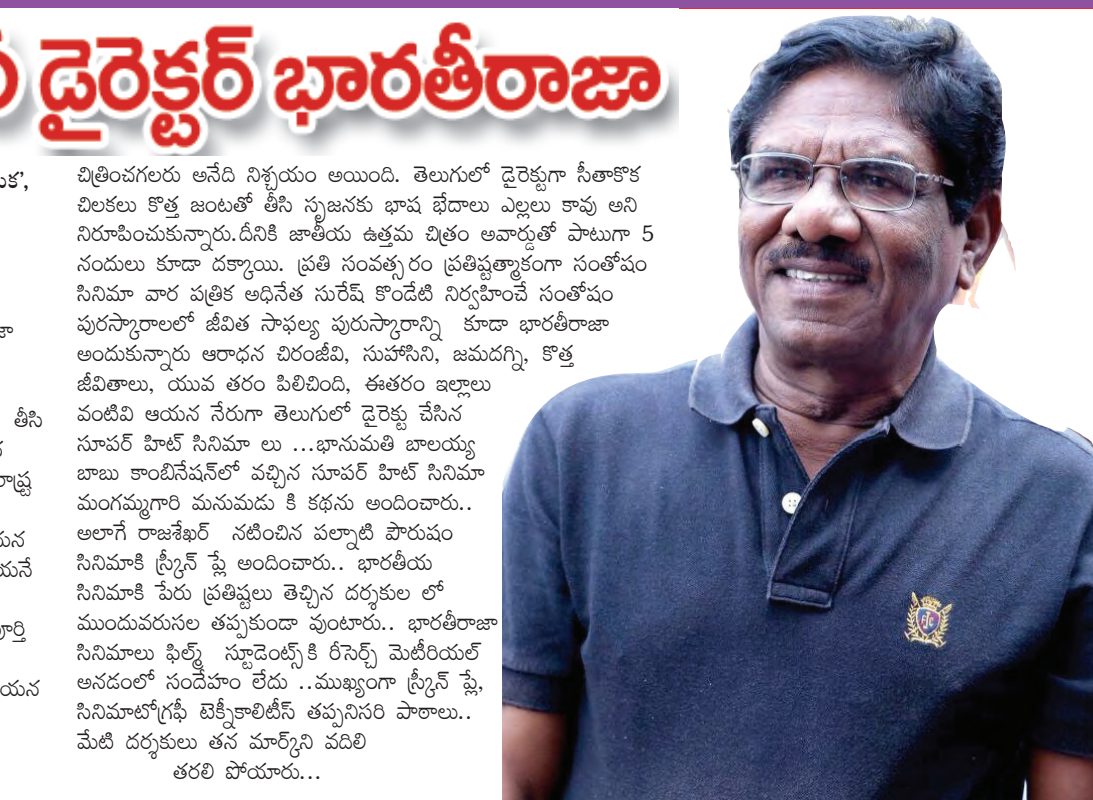 డైరెక్టర్ భారతీరాజా
చిత్రించగలరు అనేది నిశ్చయం అయింది. తెలుగులో డైరెక్టుగా సీతాకొక
చిలకలు కొత్త జంటతో తీసి సృజనకు భాష భేదాలు ఎల్లలు కావు అని
నిరూపించుకున్నారు.దీనికి జాతీయ ఉత్తమ చిత్రం అవార్డుతో పాటుగా 5
నందులు కూడా దక్కాయి. ప్రతి సంవత్సరం ప్రతిష్టత్మాకంగా సంతోషం
సినిమా వార పత్రిక అధినేత సురేష్ కొండేటి నిర్వహించే సంతోషం
పురస్కారాలలో జీవిత సాఫల్య పురుస్కారాన్ని కూడా భారతీరాజా
అందుకున్నారు ఆరాధన చిరంజీవి, సుహాసిని, జమదగ్ని, కొత్త
జీవితాలు, యువ తరం పిలిచింది, ఈతరం ఇల్లాలు
వంటివి ఆయన నేరుగా తెలుగులో డైరెక్టు చేసిన
సూపర్ హిట్ సినిమా లు ...భానుమతి బాలయ్య
బాబు కాంబినేషన్‌లో వచ్చిన సూపర్ హిట్ సినిమా
మంగమ్మగారి మనుమడు కి కథను అందించారు..
అలాగే రాజశేఖర్ నటించిన పల్నాటి పౌరుషం
సినిమాకి స్క్రీన్ ప్లే అందించారు.. భారతీయ
సినిమాకి పేరు ప్రతిష్టలు తెచ్చిన దర్శకుల లో
ముందువరుసల తప్పకుండా వుంటారు.. భారతీరాజా
సినిమాలు ఫిల్మ్ స్టూడెంట్స్‌కి రీసెర్చ్ మెటీరియల్
అనడంలో సందేహం లేదు ..ముఖ్యంగా స్క్రీన్ ప్లే,
సినిమాటోగ్రఫీ టెక్నీకాలిటీస్ తప్పనిసరి పాఠాలు..
మేటి దర్శకులు తన మార్క్‌ని వదిలి
తరలి పోయారు...
తీసి